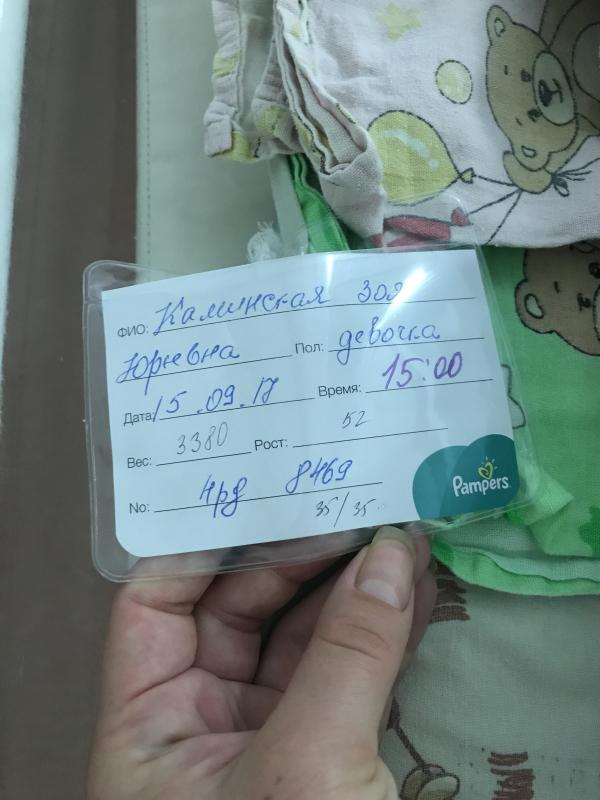 ФИО: Каминская Зоя
Юрьевна Пол: девочка
Дата: 15.09.17 Время: 15:00
Вес: 3380 Рост: 52
No: 4рд 8469
35/35
Pampers